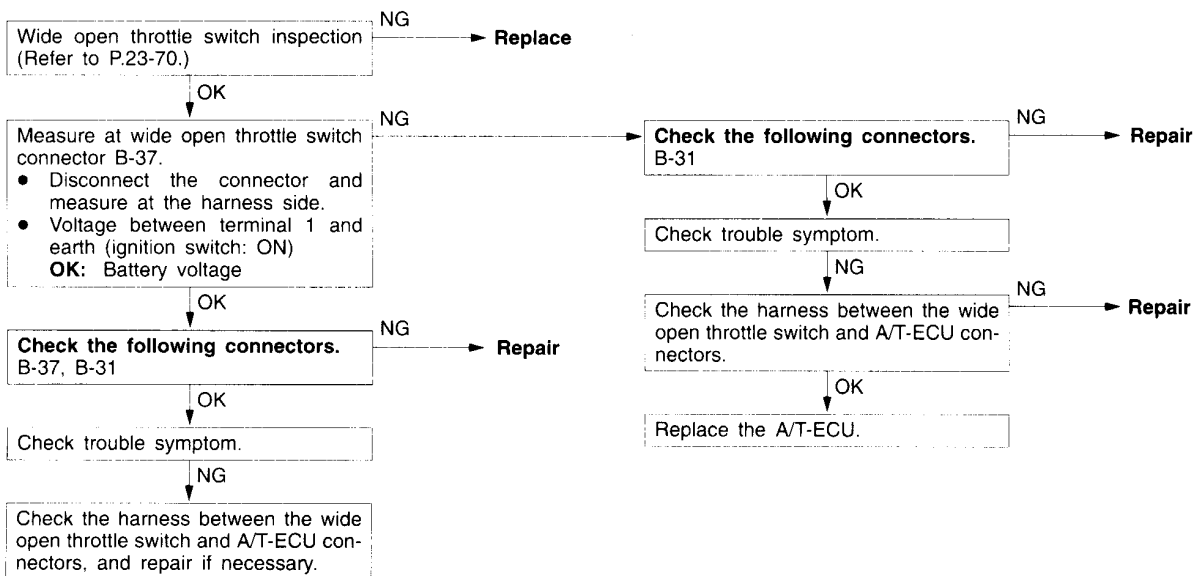 Wide open throttle switch inspection
(Refer to P.23-70.)
NG
Replace
OK
Measure at wide open throttle switch
connector B-37.
● Disconnect the connector and
measure at the harness side.
● Voltage between terminal 1 and
earth (ignition switch: ON)
OK: Battery voltage
NG
OK
Check the following connectors.
B-37, B-31
NG
Repair
OK
Check trouble symptom.
NG
Check the harness between the wide
open throttle switch and A/T-ECU con-
nectors, and repair if necessary.
Check the following connectors.
B-31
NG
Repair
OK
Check trouble symptom.
NG
Check the harness between the wide
open throttle switch and A/T-ECU con-
nectors.
NG
Repair
OK
Replace the A/T-ECU.